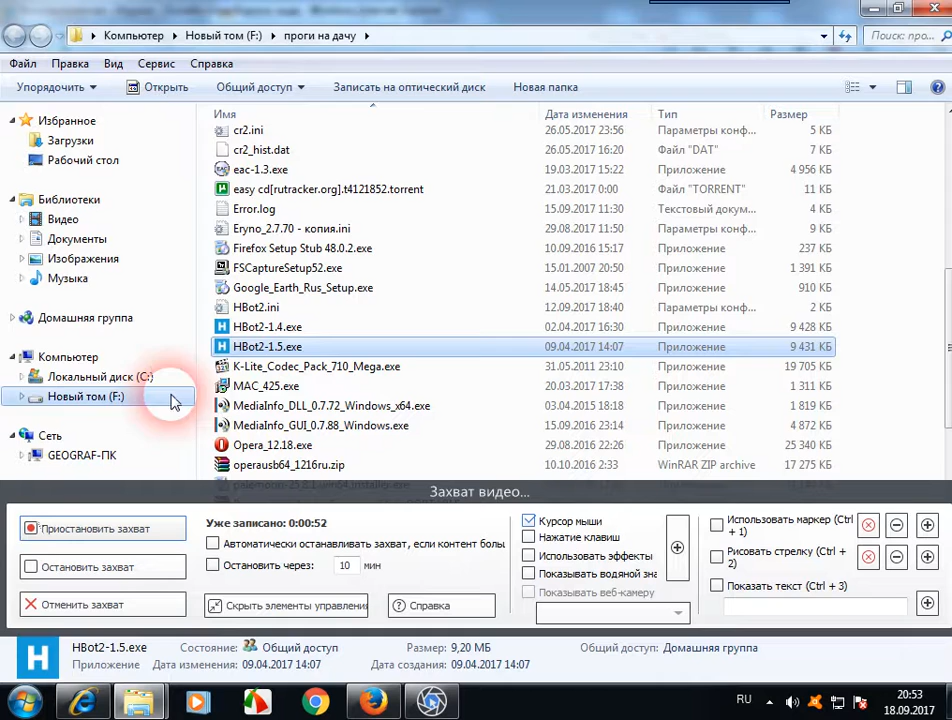 Компьютер Новый том (F:) проги на дачу Поиск: про...
Файл Правка Вид Сервис Справка
Упорядочить Открыть Общий доступ Записать на оптический диск Новая папка
Избранное
Загрузки
Рабочий стол
Библиотеки
Видео
Документы
Изображения
Музыка
Домашняя группа
Компьютер
Локальный диск (C:)
Новый том (F:)
Сеть
GEOGRAF-ПК
Имя Дата изменения Тип Размер
cr2.ini 26.05.2017 23:56 Параметры конф... 5 КБ
cr2_hist.dat 26.05.2017 16:20 Файл "DAT" 7 КБ
eac-1.3.exe 19.03.2017 15:22 Приложение 4 956 КБ
easy cd[rutracker.org].t4121852.torrent 21.03.2017 0:00 Файл "TORRENT" 11 КБ
Error.log 15.09.2017 11:30 Текстовый докум... 9 КБ
Eryno_2.7.70 - копия.ini 29.08.2017 11:50 Параметры конф... 9 КБ
Firefox Setup Stub 48.0.2.exe 10.09.2016 15:17 Приложение 237 КБ
FSCaptureSetup52.exe 15.01.2007 20:50 Приложение 1 391 КБ
Google_Earth_Rus_Setup.exe 14.05.2017 18:45 Приложение 910 КБ
HBot2.ini 12.09.2017 18:40 Параметры конф... 2 КБ
HBot2-1.4.exe 02.04.2017 16:30 Приложение 9 428 КБ
HBot2-1.5.exe 09.04.2017 14:07 Приложение 9 431 КБ
K-Lite_Codec_Pack_710_Mega.exe 31.05.2011 23:10 Приложение 19 705 КБ
MAC_425.exe 20.03.2017 17:38 Приложение 1 311 КБ
MediaInfo_DLL_0.7.72_Windows_x64.exe 03.04.2015 18:18 Приложение 1 819 КБ
MediaInfo_GUI_0.7.88_Windows.exe 09.09.2016 20:43 Приложение 4 872 КБ
Opera_12.18.exe 29.08.2016 22:26 Приложение 25 340 КБ
operausb64_1216ru.zip 10.10.2016 2:33 WinRAR ZIP archive 17 275 КБ
Захват видео...
Приостановить захват
Остановить захват
Отменить захват
Уже записано: 0:00:52
Автоматически останавливать захват, если контент больш
Остановить через: 10 мин
Скрыть элементы управлени
Справка
Курсор мыши
Нажатие клавиш
Использовать эффекты
Показывать водяной зна
Показывать веб-камеру
Использовать маркер (Ctrl + 1)
Рисовать стрелку (Ctrl + 2)
Показать текст (Ctrl + 3)
HBot2-1.5.exe Состояние: Общий доступ Размер: 9,20 МБ Общий доступ: Домашняя группа
Приложение Дата изменения: 09.04.2017 14:07 Дата создания: 09.04.2017 14:07
RU 20:53
18.09.2017